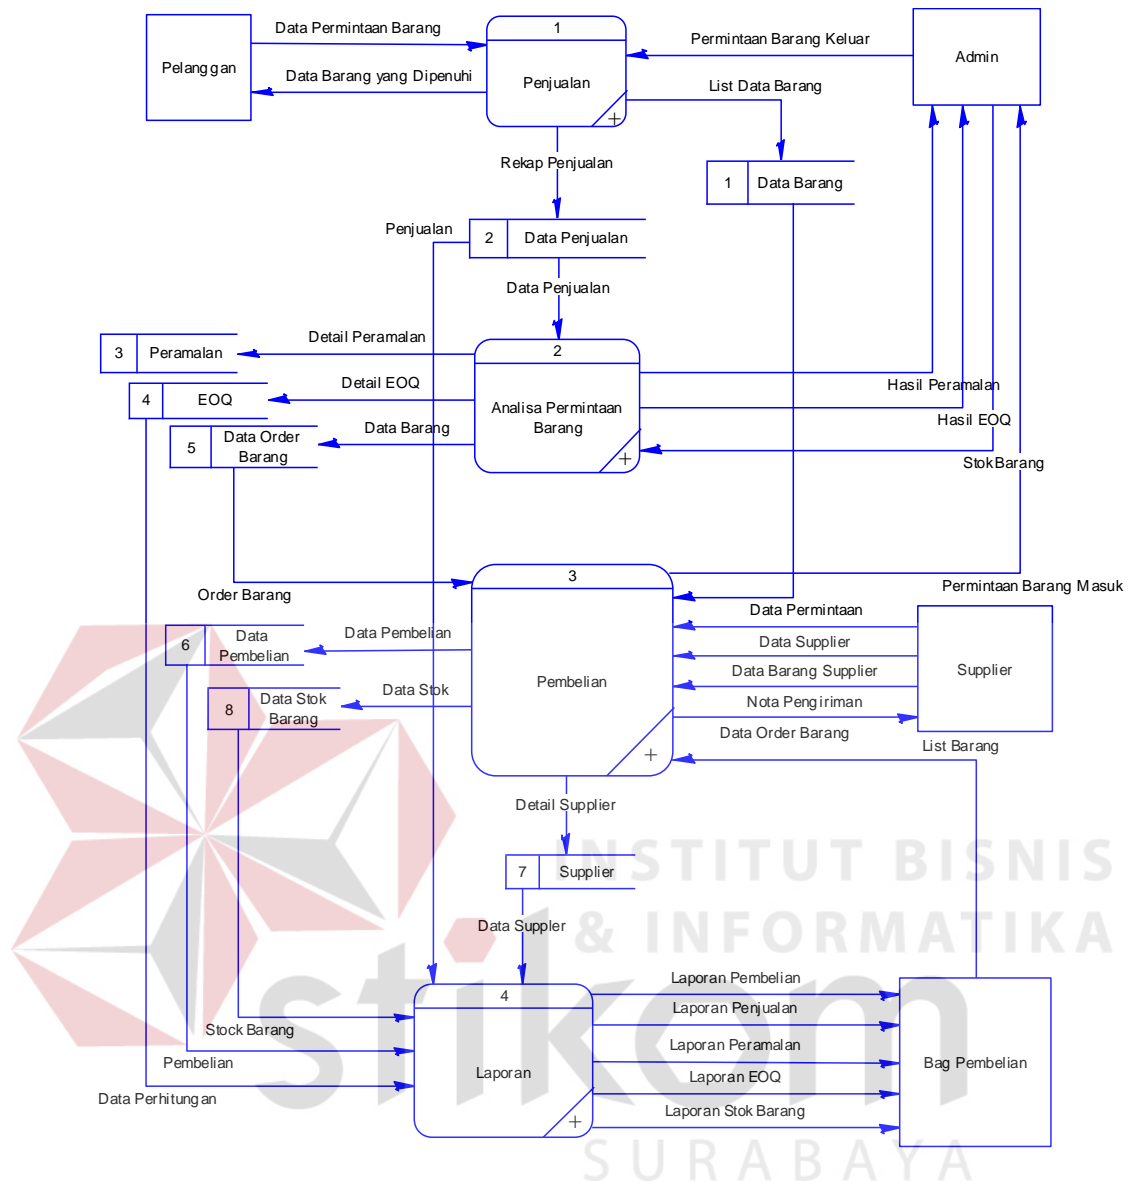 Pelanggan
Data Permintaan Barang
Data Barang yang Dipenuhi
1
Penjualan
+
Permintaan Barang Keluar
List Data Barang
Admin
Rekap Penjualan
1
Data Barang
Penjualan
2
Data Penjualan
Data Penjualan
Detail Peramalan
3
Peramalan
Detail EOQ
4
EOQ
Data Barang
5
Data Order
Barang
2
Analisa Permintaan
Barang
+
Hasil Peramalan
Hasil EOQ
Stok Barang
Order Barang
3
Pembelian
+
Permintaan Barang Masuk
Data Permintaan
Data Supplier
Data Barang Supplier
Nota Pengiriman
Data Order Barang
Supplier
List Barang
6
Data
Pembelian
Data Pembelian
8
Data Stok
Barang
Data Stok
Detail Supplier
7
Supplier
Data Suppler
INSTITUT BISNIS
& INFORMATIKA
stikom
SURABAYA
4
Laporan
+
Stock Barang
Pembelian
Data Perhitungan
Laporan Pembelian
Laporan Penjualan
Laporan Peramalan
Laporan EOQ
Laporan Stok Barang
Bag Pembelian